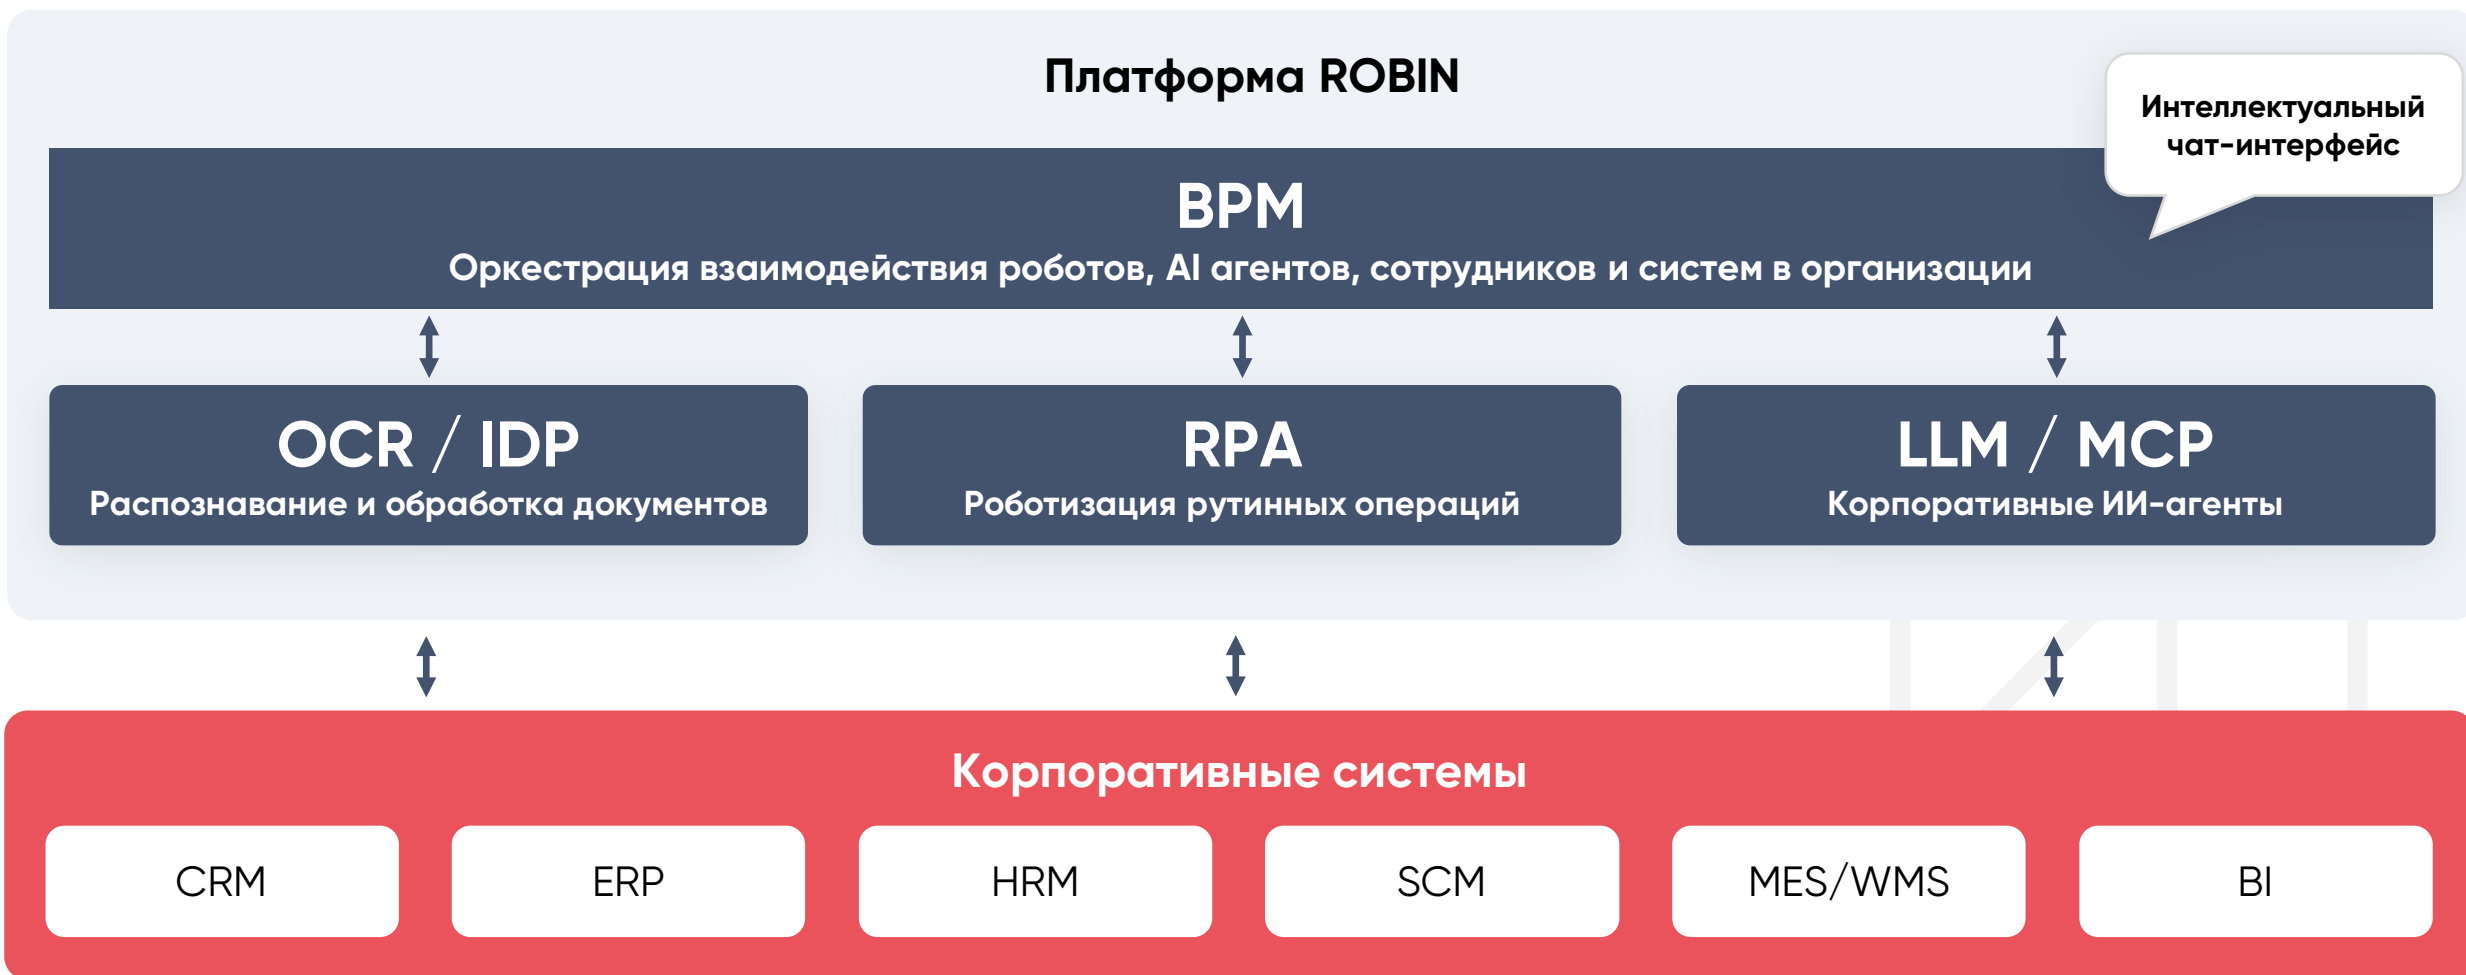 Платформа ROBIN
Интеллектуальный
чат-интерфейс
BPM
Оркестрация взаимодействия роботов, AI агентов, сотрудников и систем в организации
OCR / IDP
Распознавание и обработка документов
RPA
Роботизация рутинных операций
LLM / MCP
Корпоративные ИИ-агенты
Корпоративные системы
CRM
ERP
HRM
SCM
MES/WMS
BI